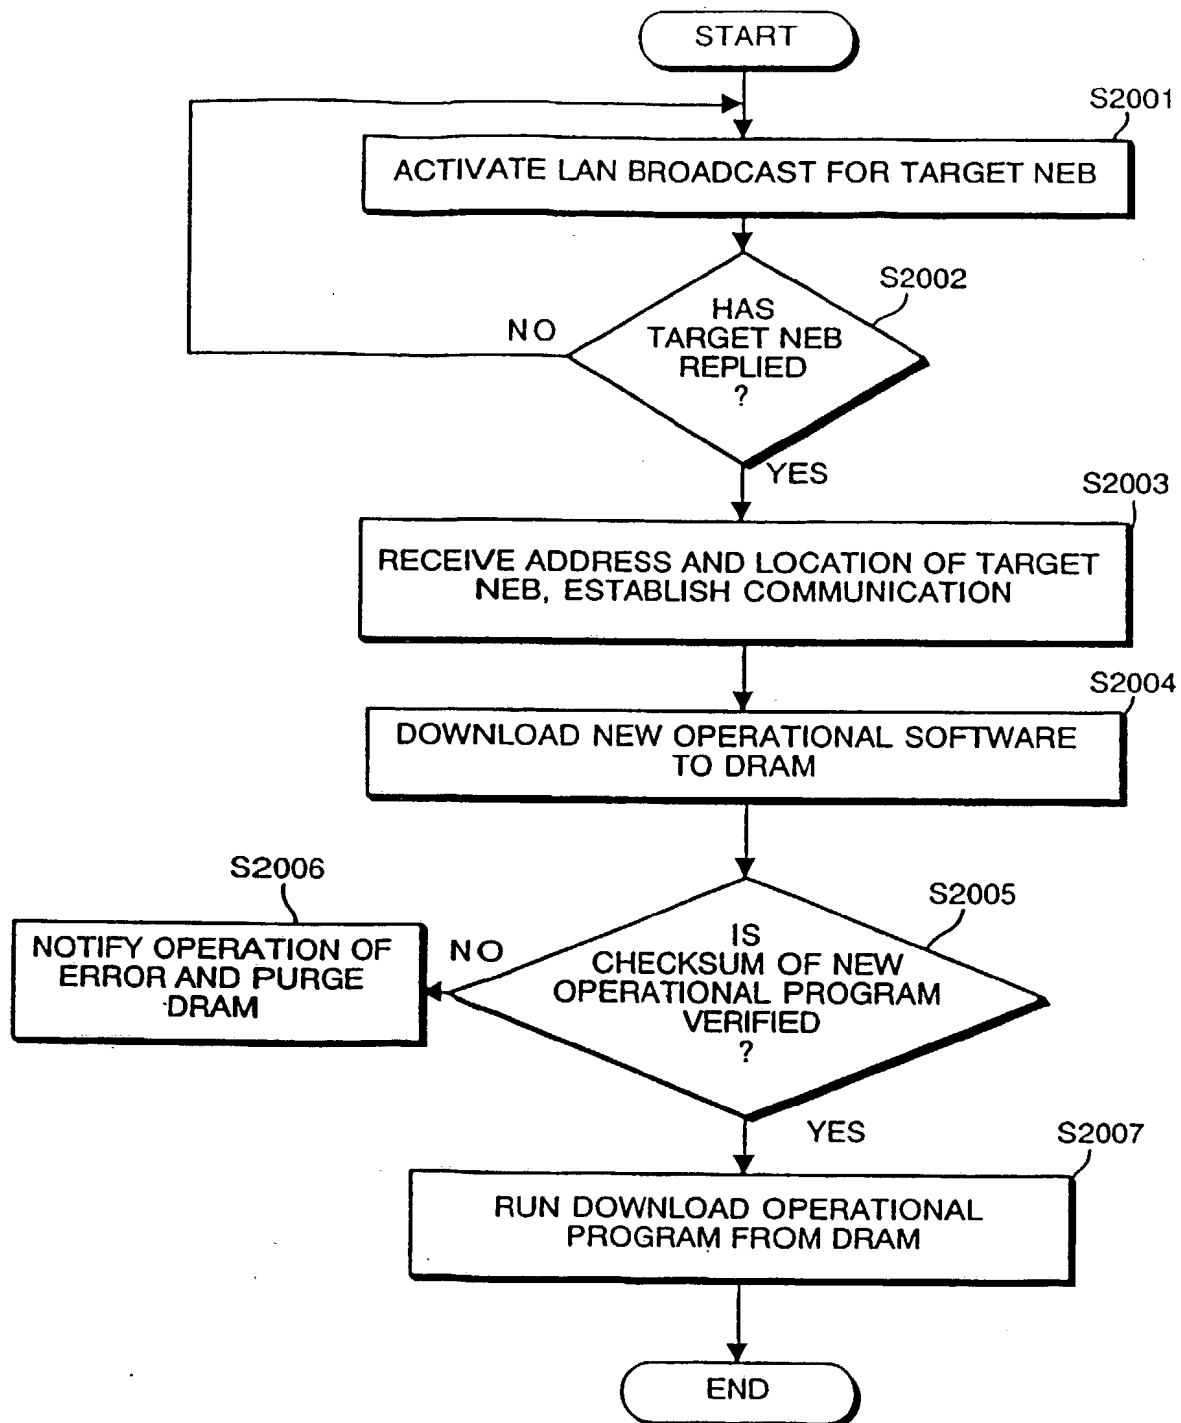 START
S2001
ACTIVATE LAN BROADCAST FOR TARGET NEB
S2002
HAS
TARGET NEB
REPLIED
?
NO
YES
S2003
RECEIVE ADDRESS AND LOCATION OF TARGET
NEB, ESTABLISH COMMUNICATION
S2004
DOWNLOAD NEW OPERATIONAL SOFTWARE
TO DRAM
S2006
NOTIFY OPERATION OF
ERROR AND PURGE
DRAM
NO
S2005
IS
CHECKSUM OF NEW
OPERATIONAL PROGRAM
VERIFIED
?
YES
S2007
RUN DOWNLOAD OPERATIONAL
PROGRAM FROM DRAM
END